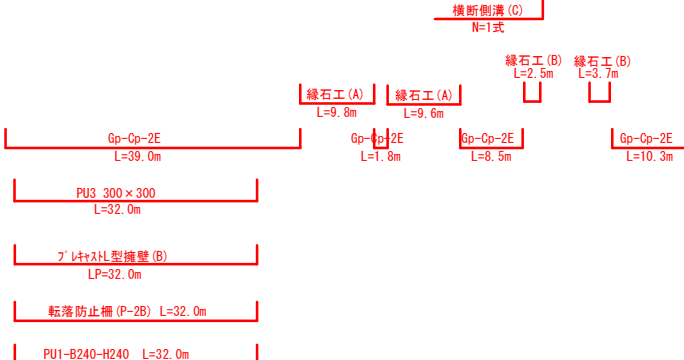 横断側溝(C)
N=1式
縁石工(B)
L=2.5m
縁石工(B)
L=3.7m
縁石工(A)
L=9.8m
縁石工(A)
L=9.6m
Gp-Cp-2E
L=39.0m
Gp-Cp-2E
L=1.8m
Gp-Cp-2E
L=8.5m
Gp-Cp-2E
L=10.3m
PU3 300×300
L=32.0m
プレキャストL型擁壁(B)
LP=32.0m
転落防止柵(P-2B) L=32.0m
PU1-B240-H240 L=32.0m